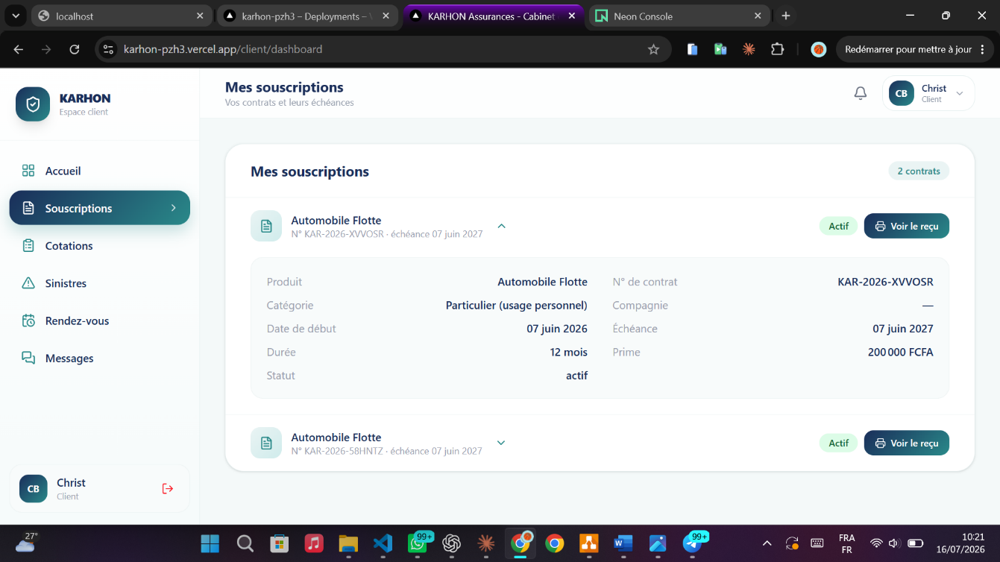 localhost
karhon-pzh3 – Deployments – V
KARHON Assurances - Cabinet
Neon Console
karhon-pzh3.vercel.app/client/dashboard
Redémarrer pour mettre à jour
KARHON
Espace client
Mes souscriptions
Vos contrats et leurs échéances
CB
Christ
Client
Accueil
Souscriptions
Cotations
Sinistres
Rendez-vous
Messages
Mes souscriptions
2 contrats
Automobile Flotte
N° KAR-2026-XVVOSR · échéance 07 juin 2027
Actif
Voir le reçu
Produit Automobile Flotte N° de contrat KAR-2026-XVVOSR
Catégorie Particulier (usage personnel) Compagnie —
Date de début 07 juin 2026 Échéance 07 juin 2027
Durée 12 mois Prime 200 000 FCFA
Statut actif
Automobile Flotte
N° KAR-2026-58HNTZ · échéance 07 juin 2027
Actif
Voir le reçu
CB
Christ
Client
27°
99+
99+
FRA
FR
10:21
16/07/2026